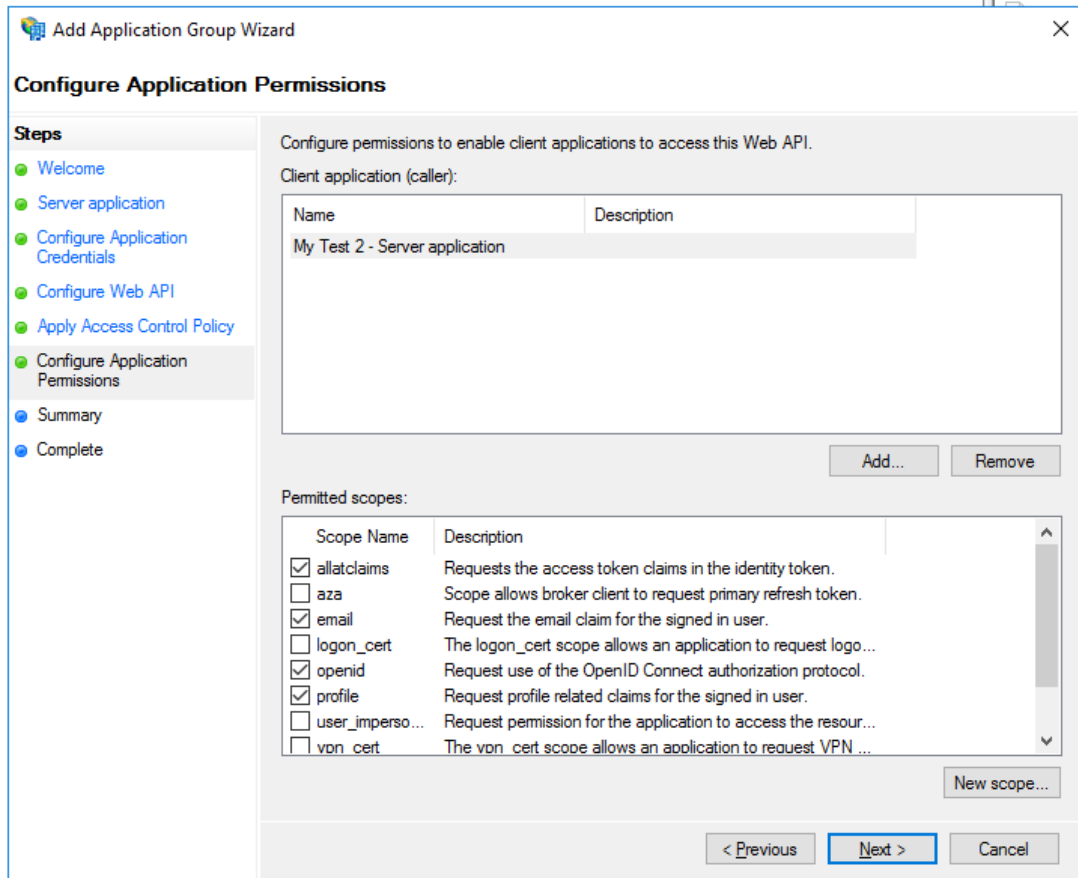 Add Application Group Wizard
Configure Application Permissions
Steps
Welcome
Server application
Configure Application
Credentials
Configure Web API
Apply Access Control Policy
Configure Application
Permissions
Summary
Complete
Configure permissions to enable client applications to access this Web API.
Client application (caller):
Name Description
My Test 2 - Server application
Add... Remove
Permitted scopes:
Scope Name Description
allatclaims Requests the access token claims in the identity token.
aza Scope allows broker client to request primary refresh token.
email Request the email claim for the signed in user.
logon_cert The logon_cert scope allows an application to request logo...
openid Request use of the OpenID Connect authorization protocol.
profile Request profile related claims for the signed in user.
user_imperso... Request permission for the application to access the resour...
vpn_cert The vpn_cert scope allows an application to request VPN ...
New scope...
< Previous Next > Cancel